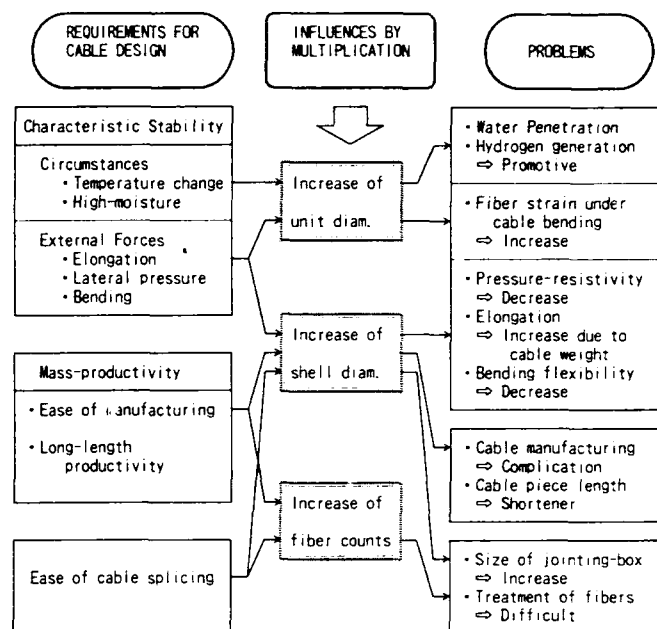 REQUIREMENTS FOR
CABLE DESIGN
INFLUENCES BY
MULTIPLICATION
PROBLEMS
Characteristic Stability
Circumstances
• Temperature change
• High-moisture
External Forces
• Elongation
• Lateral pressure
• Bending
Mass-productivity
• Ease of manufacturing
• Long-length
productivity
Ease of cable splicing
Increase of
unit diam.
Increase of
shell diam.
Increase of
fiber counts
• Water Penetration
• Hydrogen generation
⇨ Promotive
• Fiber strain under
cable bending
⇨ Increase
• Pressure-resistivity
⇨ Decrease
• Elongation
⇨ Increase due to
cable weight
• Bending flexibility
⇨ Decrease
• Cable manufacturing
⇨ Complication
• Cable piece length
⇨ Shortener
• Size of jointing-box
⇨ Increase
• Treatment of fibers
⇨ Difficult